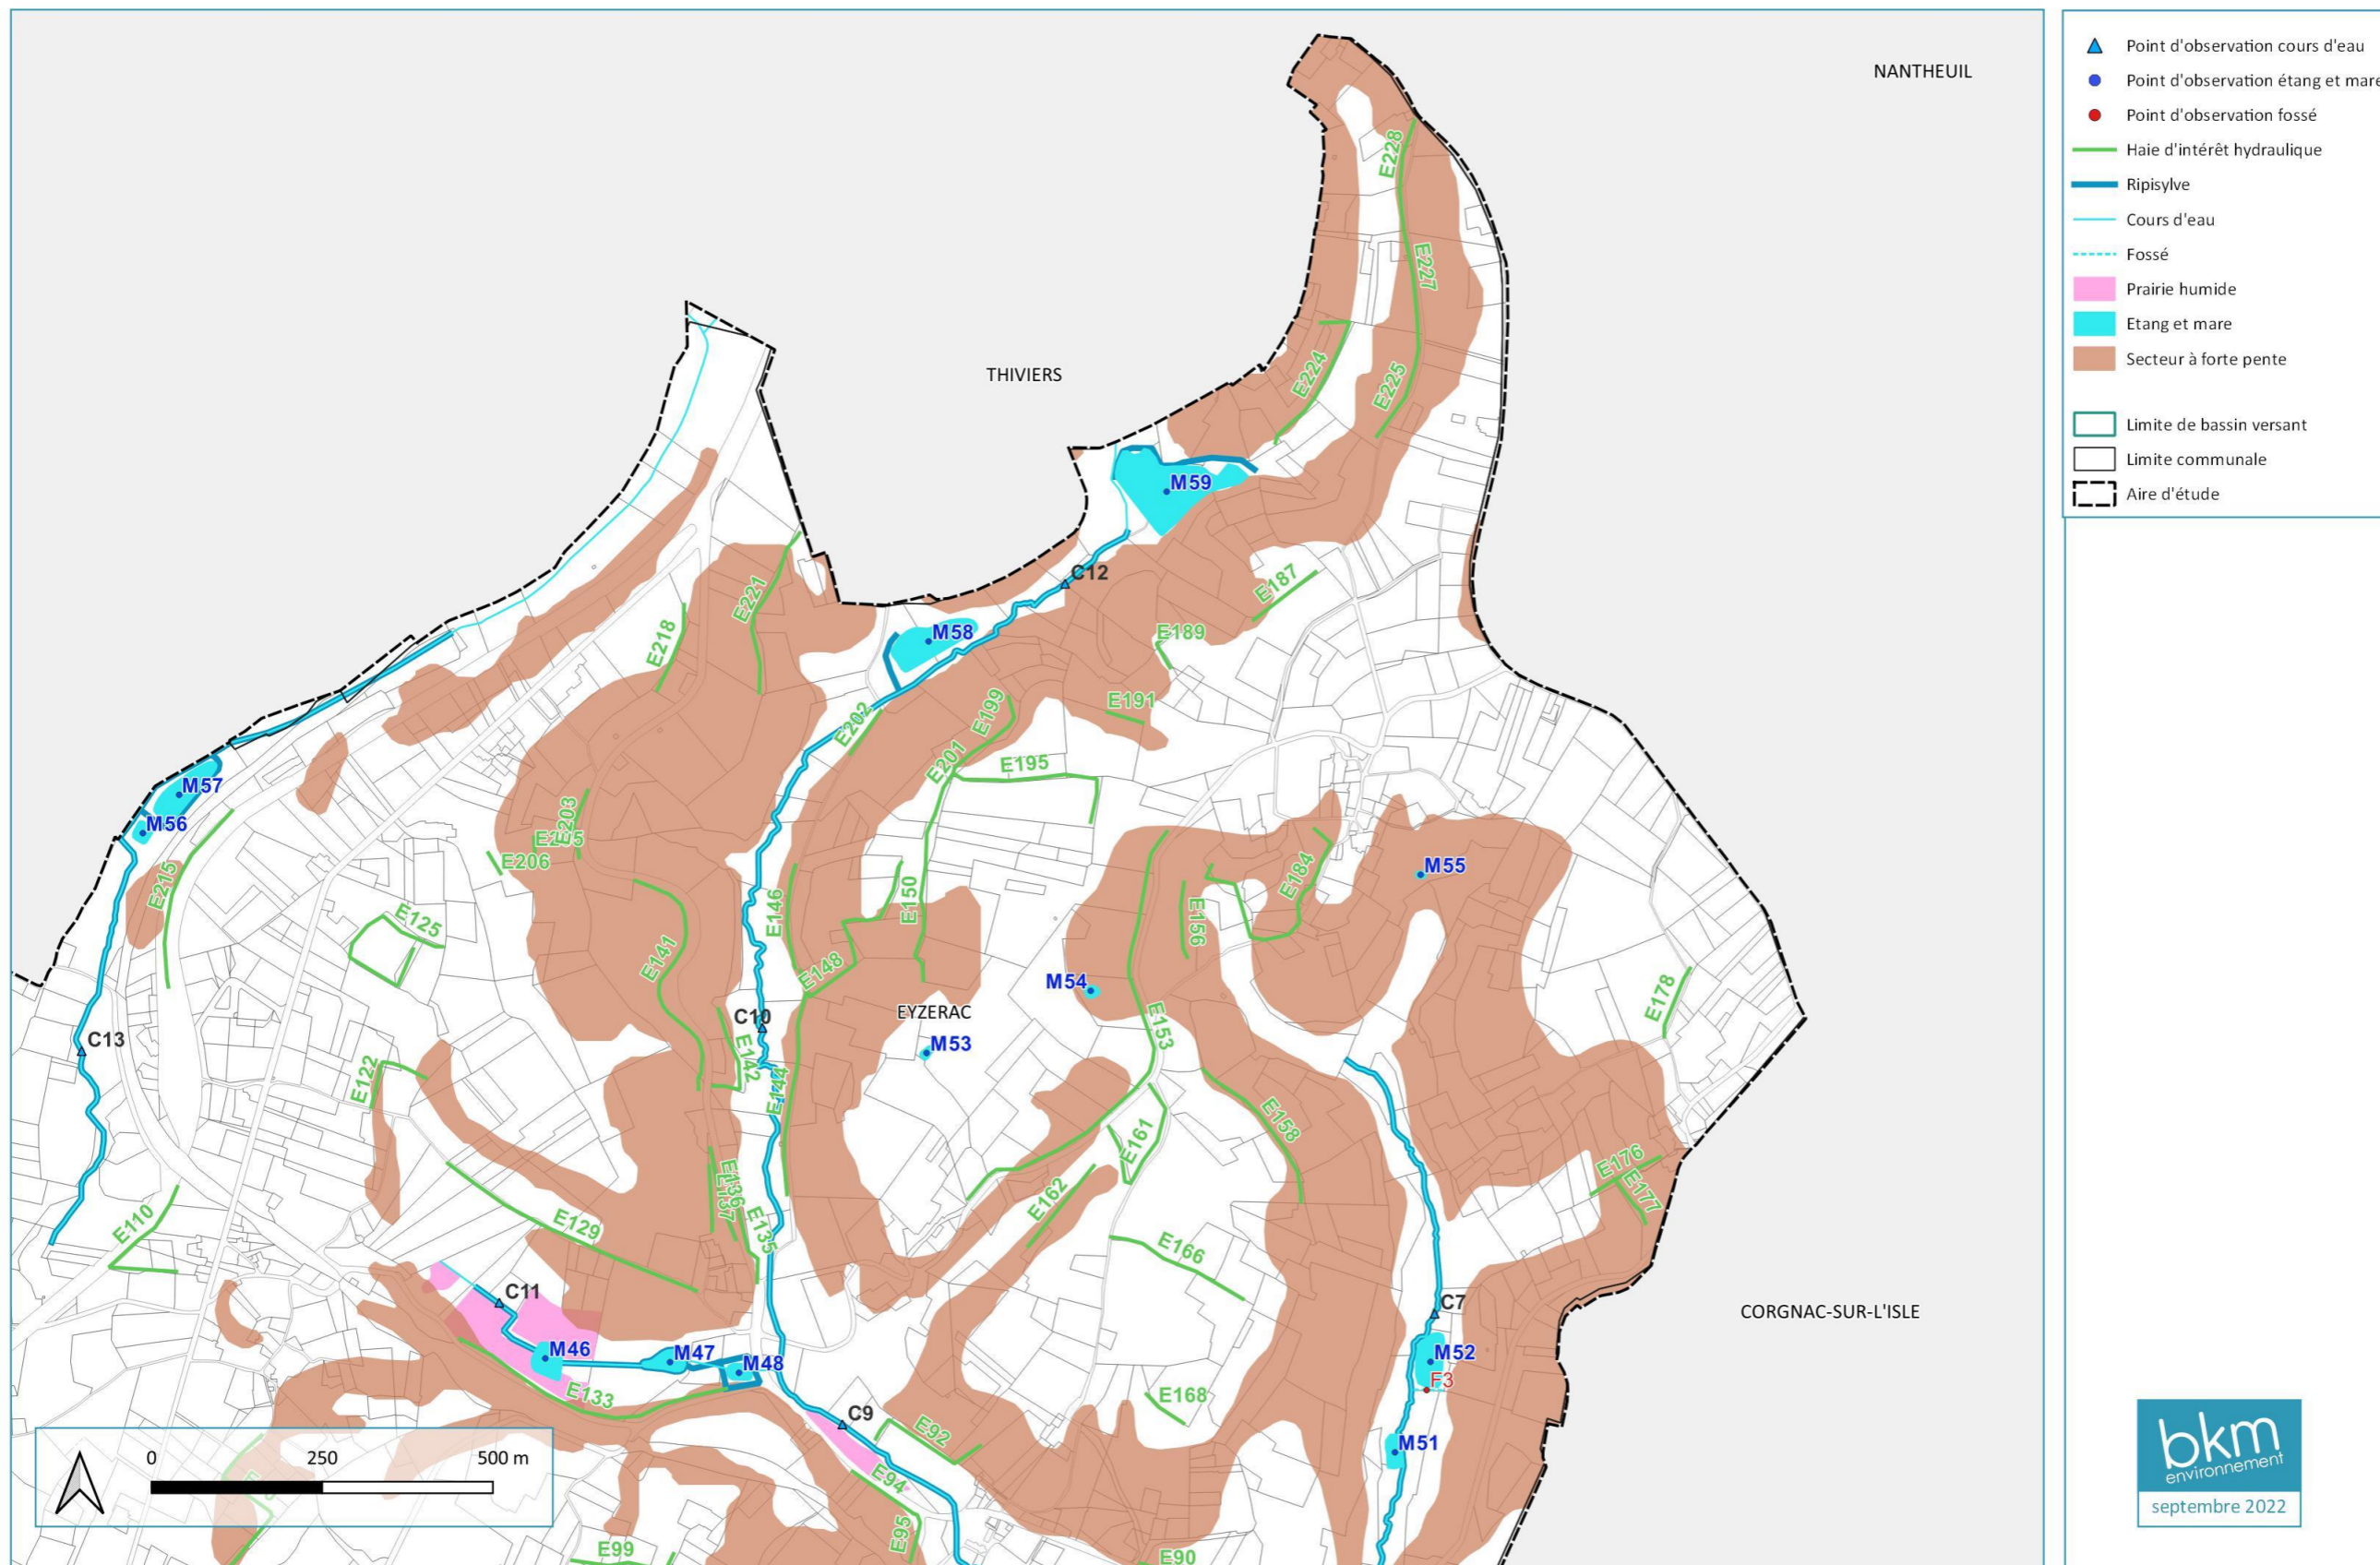 NANTHEUIL
THIVIERS
EYZERAC
CORGNAC-SUR-L'ISLE
E228
E227
E224
E225
M59
C12
E187
E189
E191
E221
E218
M58
E202
E199
E201
E195
M57
M56
E203
E206
E215
E125
E141
E146
E150
E148
E184
E156
M55
M54
E178
C10
M53
E153
C13
E142
E144
E122
E158
E161
E162
E176
E177
E136
E137
E135
E110
E129
E166
C11
C7
M46
M47
M48
M52
F3
E133
E168
C9
E92
M51
E94
E95
E99
E90
0 250 500 m
Point d'observation cours d'eau
Point d'observation étang et mare
Point d'observation fossé
Haie d'intérêt hydraulique
Ripisylve
Cours d'eau
Fossé
Prairie humide
Etang et mare
Secteur à forte pente
Limite de bassin versant
Limite communale
Aire d'étude
bkm
environnement
septembre 2022